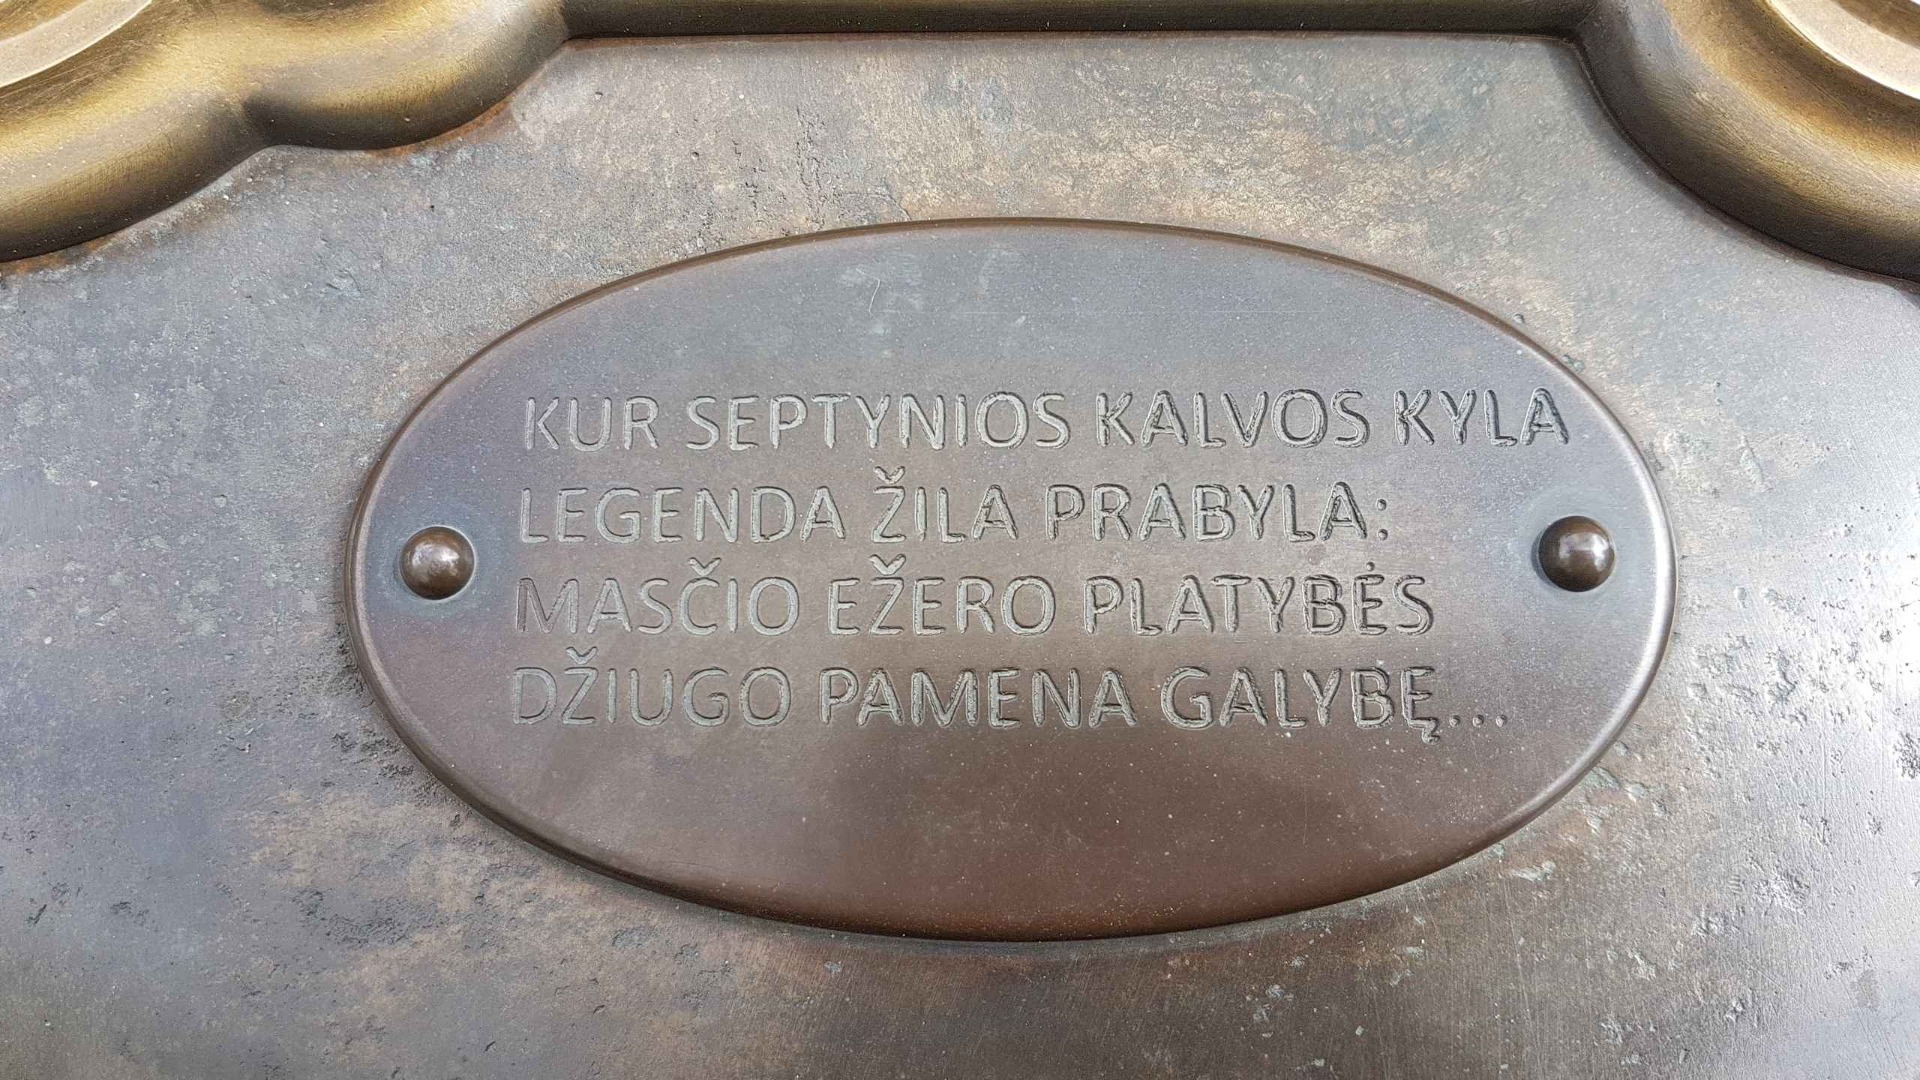 KUR SEPTYNIOS KALVOS KYLA
LEGENDA ŽILA PRABYLA:
MASČIO EŽERO PLATYBĖS
DŽIUGO PAMENA GALYBĘ...